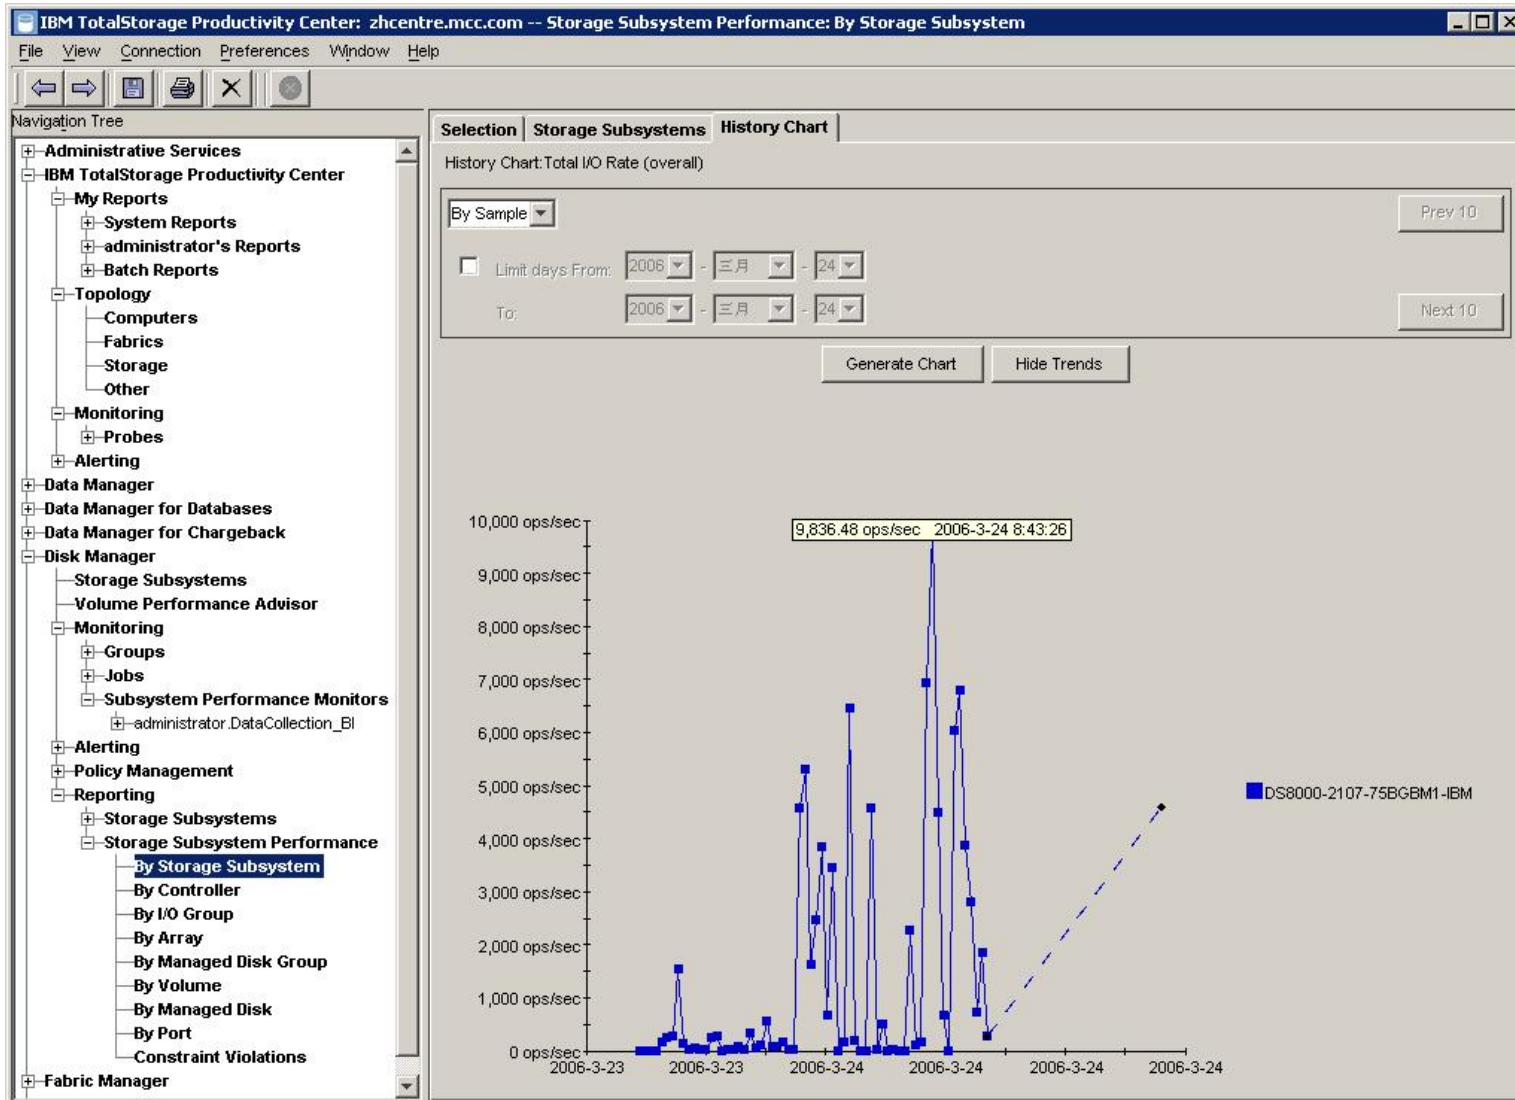 IBM TotalStorage Productivity Center: zhcentre.mcc.com -- Storage Subsystem Performance: By Storage Subsystem
File View Connection Preferences Window Help
Navigation Tree
Administrative Services
IBM TotalStorage Productivity Center
My Reports
System Reports
administrator's Reports
Batch Reports
Topology
Computers
Fabrics
Storage
Other
Monitoring
Probes
Alerting
Data Manager
Data Manager for Databases
Data Manager for Chargeback
Disk Manager
Storage Subsystems
Volume Performance Advisor
Monitoring
Groups
Jobs
Subsystem Performance Monitors
administrator.DataCollection_BI
Alerting
Policy Management
Reporting
Storage Subsystems
Storage Subsystem Performance
By Storage Subsystem
By Controller
By I/O Group
By Array
By Managed Disk Group
By Volume
By Managed Disk
By Port
Constraint Violations
Fabric Manager
Selection Storage Subsystems History Chart
History Chart:Total I/O Rate (overall)
By Sample Prev 10
Limit days From: 2006 - 三月 - 24
To: 2006 - 三月 - 24 Next 10
Generate Chart Hide Trends
10,000 ops/sec
9,836.48 ops/sec 2006-3-24 8:43:26
9,000 ops/sec
8,000 ops/sec
7,000 ops/sec
6,000 ops/sec
5,000 ops/sec
4,000 ops/sec
3,000 ops/sec
2,000 ops/sec
1,000 ops/sec
0 ops/sec
2006-3-23 2006-3-23 2006-3-24 2006-3-24 2006-3-24 2006-3-24
DS8000-2107-75BGBM1-IBM